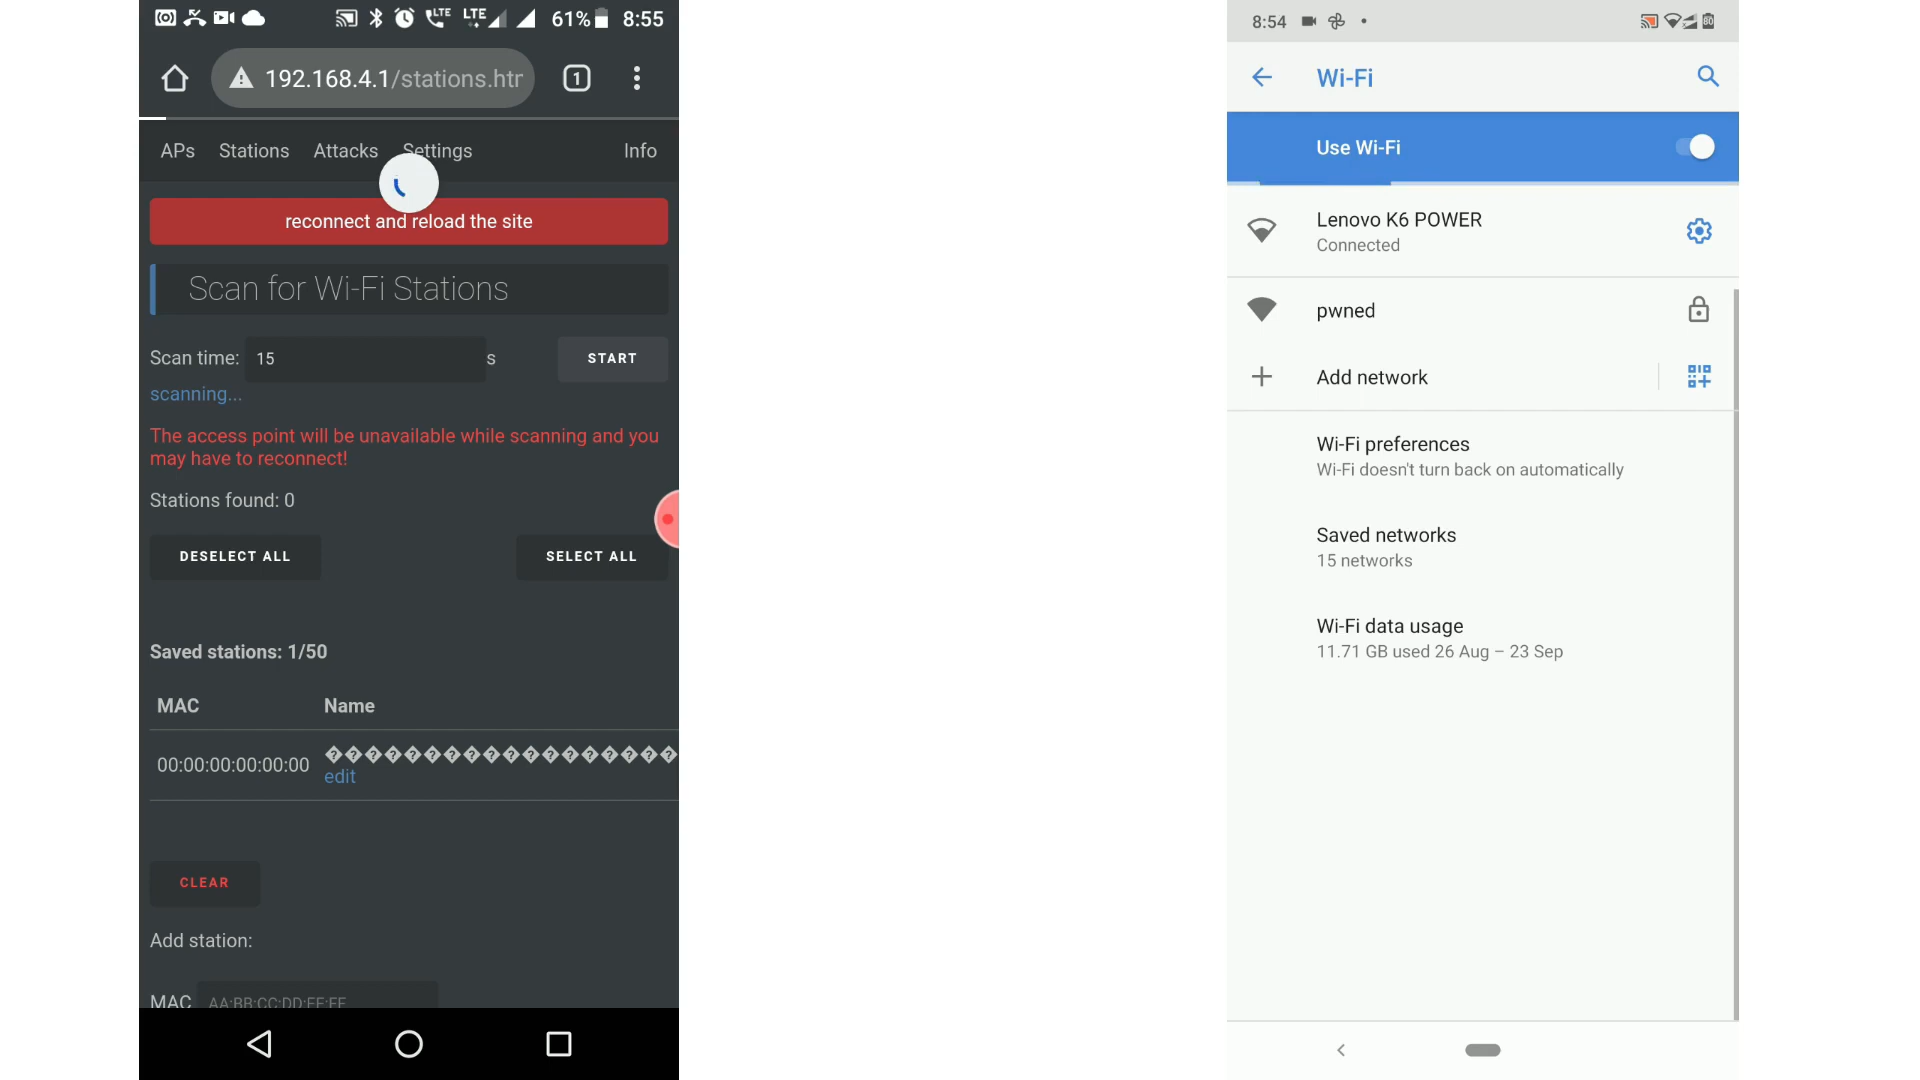 LTE LTE 61% 8:55
192.168.4.1/stations.htr
1
APs Stations Attacks Settings Info
reconnect and reload the site
Scan for Wi-Fi Stations
Scan time: 15 s START
scanning...
The access point will be unavailable while scanning and you
may have to reconnect!
Stations found: 0
DESELECT ALL SELECT ALL
Saved stations: 1/50
MAC Name
00:00:00:00:00:00 ������������������
edit
CLEAR
Add station:
MAC AA:BB:CC:DD:EE:FF
8:54 80
Wi-Fi
Use Wi-Fi
Lenovo K6 POWER
Connected
pwned
Add network
Wi-Fi preferences
Wi-Fi doesn't turn back on automatically
Saved networks
15 networks
Wi-Fi data usage
11.71 GB used 26 Aug – 23 Sep